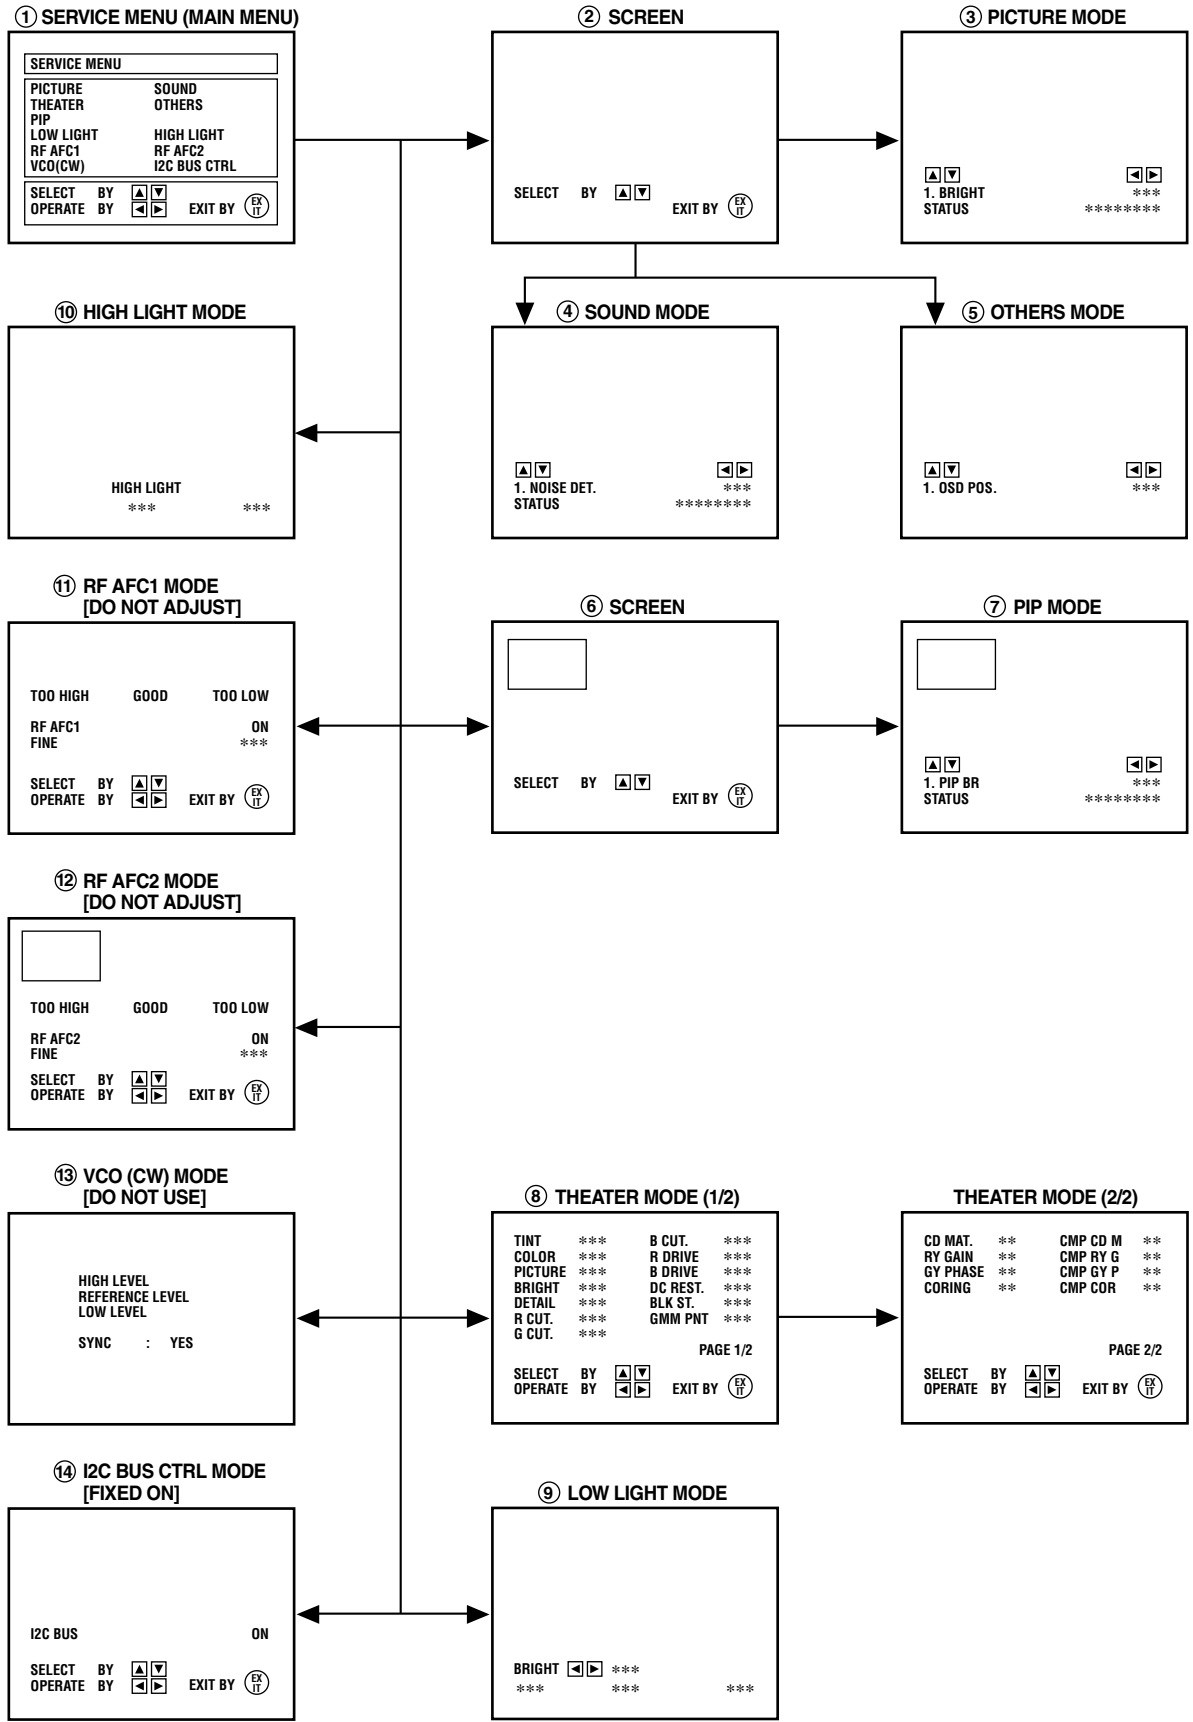 ① SERVICE MENU (MAIN MENU)
SERVICE MENU
PICTURE SOUND
THEATER OTHERS
PIP
LOW LIGHT HIGH LIGHT
RF AFC1 RF AFC2
VCO(CW) I2C BUS CTRL
SELECT BY ▲▼
OPERATE BY ◀▶ EXIT BY EXIT
② SCREEN
SELECT BY ▲▼
EXIT BY EXIT
③ PICTURE MODE
▲▼ ◀▶
1. BRIGHT ***
STATUS ********
⑩ HIGH LIGHT MODE
HIGH LIGHT
*** ***
④ SOUND MODE
▲▼ ◀▶
1. NOISE DET. ***
STATUS ********
⑤ OTHERS MODE
▲▼ ◀▶
1. OSD POS. ***
⑪ RF AFC1 MODE
[DO NOT ADJUST]
TOO HIGH GOOD TOO LOW
RF AFC1 ON
FINE ***
SELECT BY ▲▼
OPERATE BY ◀▶ EXIT BY EXIT
⑥ SCREEN
SELECT BY ▲▼
EXIT BY EXIT
⑦ PIP MODE
▲▼ ◀▶
1. PIP BR ***
STATUS ********
⑫ RF AFC2 MODE
[DO NOT ADJUST]
TOO HIGH GOOD TOO LOW
RF AFC2 ON
FINE ***
SELECT BY ▲▼
OPERATE BY ◀▶ EXIT BY EXIT
⑬ VCO (CW) MODE
[DO NOT USE]
HIGH LEVEL
REFERENCE LEVEL
LOW LEVEL
SYNC : YES
⑧ THEATER MODE (1/2)
TINT *** B CUT. ***
COLOR *** R DRIVE ***
PICTURE *** B DRIVE ***
BRIGHT *** DC REST. ***
DETAIL *** BLK ST. ***
R CUT. *** GMM PNT ***
G CUT. ***
PAGE 1/2
SELECT BY ▲▼
OPERATE BY ◀▶ EXIT BY EXIT
THEATER MODE (2/2)
CD MAT. ** CMP CD M **
RY GAIN ** CMP RY G **
GY PHASE ** CMP GY P **
CORING ** CMP COR **
PAGE 2/2
SELECT BY ▲▼
OPERATE BY ◀▶ EXIT BY EXIT
⑭ I2C BUS CTRL MODE
[FIXED ON]
I2C BUS ON
SELECT BY ▲▼
OPERATE BY ◀▶ EXIT BY EXIT
⑨ LOW LIGHT MODE
BRIGHT ◀▶ ***
*** *** ***